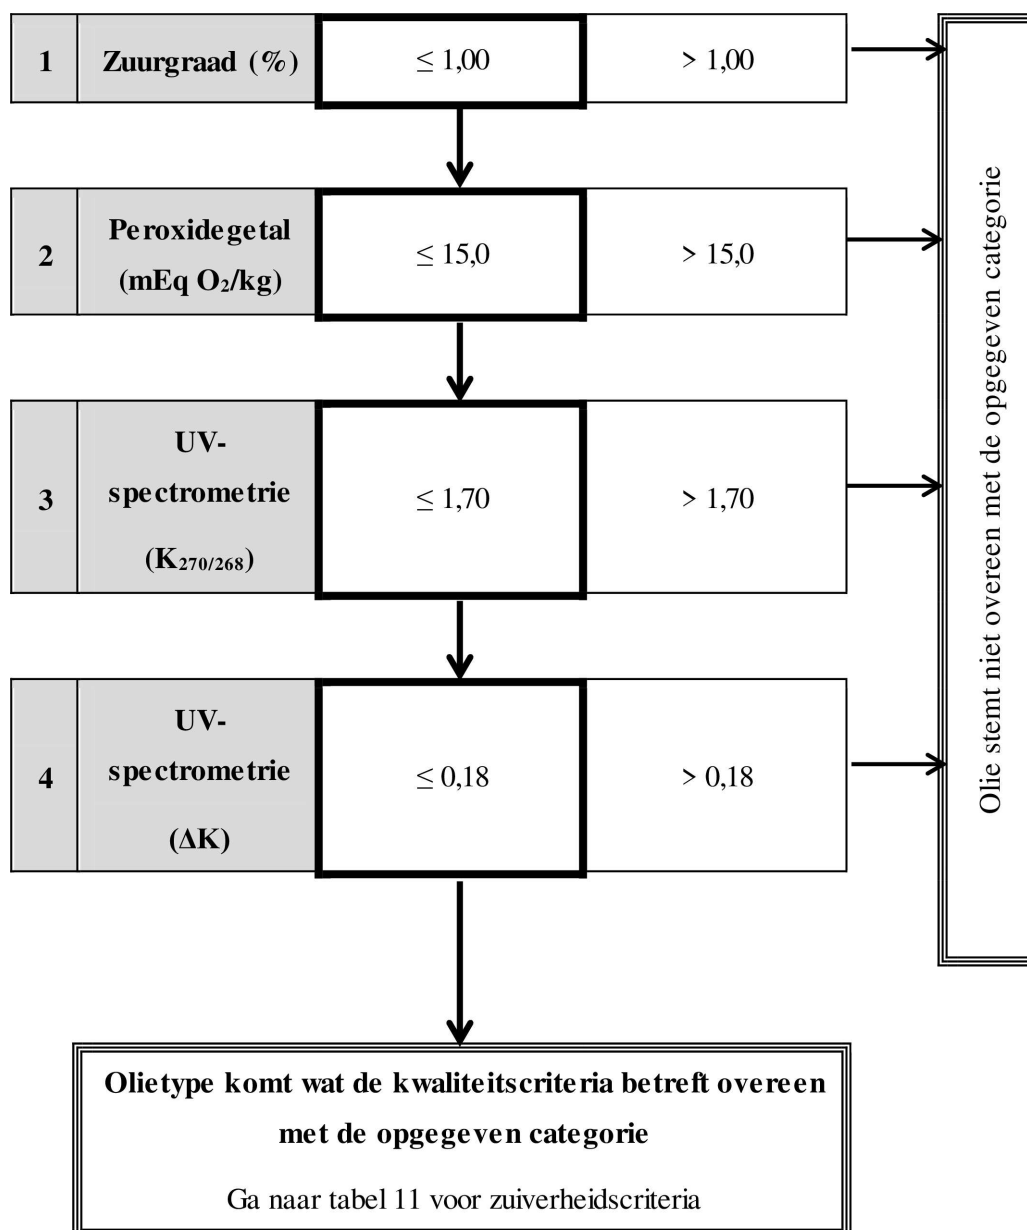 1 Zuurgraad (%) ≤ 1,00 > 1,00
2 Peroxidegetal
(mEq O₂/kg) ≤ 15,0 > 15,0
3 UV-
spectrometrie
(K₂₇₀/₂₆₈) ≤ 1,70 > 1,70
4 UV-
spectrometrie
(ΔK) ≤ 0,18 > 0,18
Olie stemt niet overeen met de opgegeven categorie
Olietype komt wat de kwaliteitscriteria betreft overeen
met de opgegeven categorie
Ga naar tabel 11 voor zuiverheidscriteria